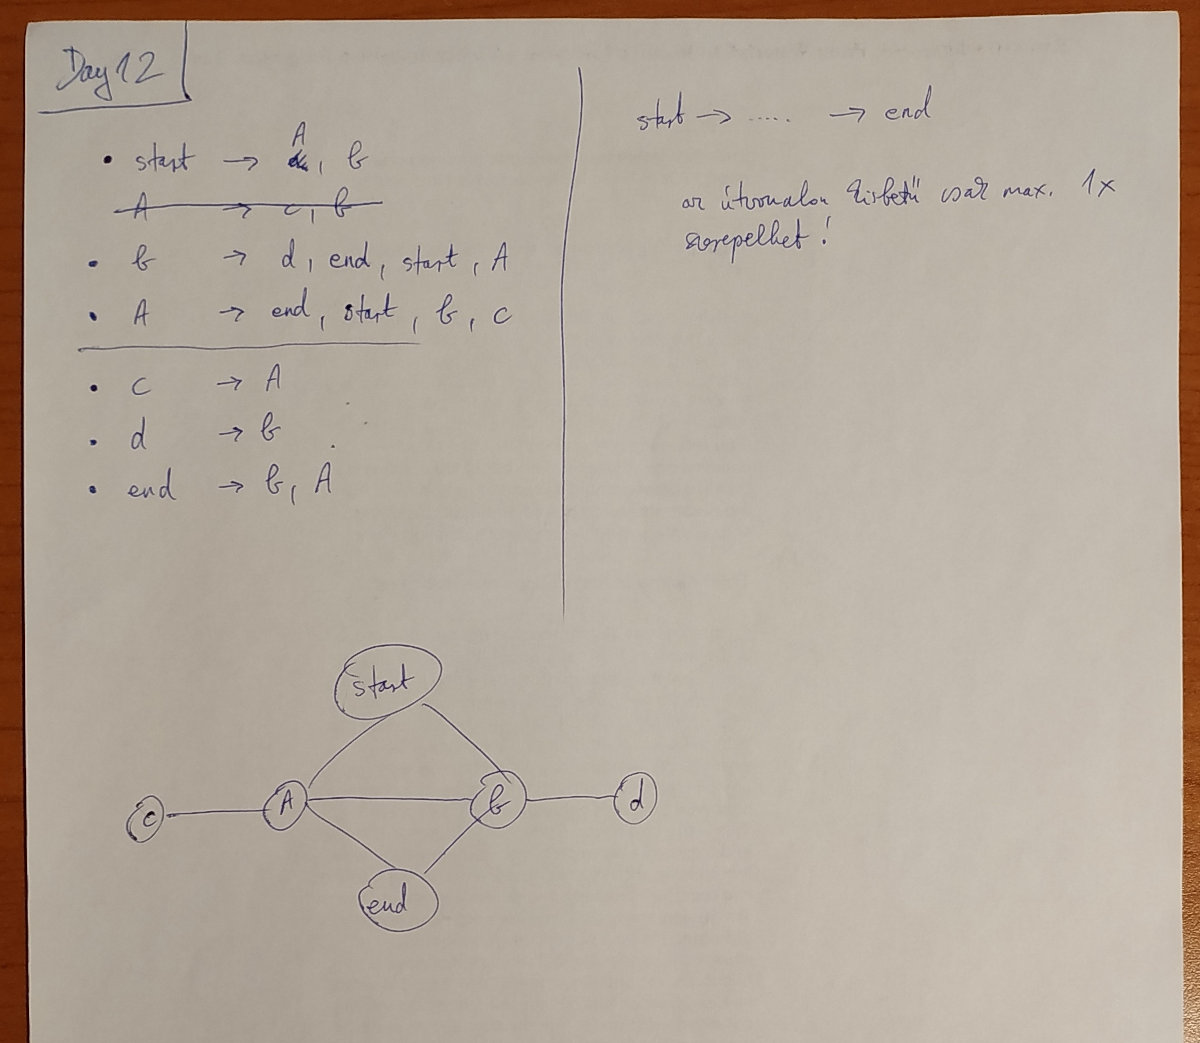 Day 12
A
• start → , b
A → c, b
• b → d, end, start, A
• A → end, start, b, c
• c → A
• d → b
• end → b, A
start → ..... → end
az útvonalon kisbetű csak max. 1x
szerepelhet!
start
c A b d
end